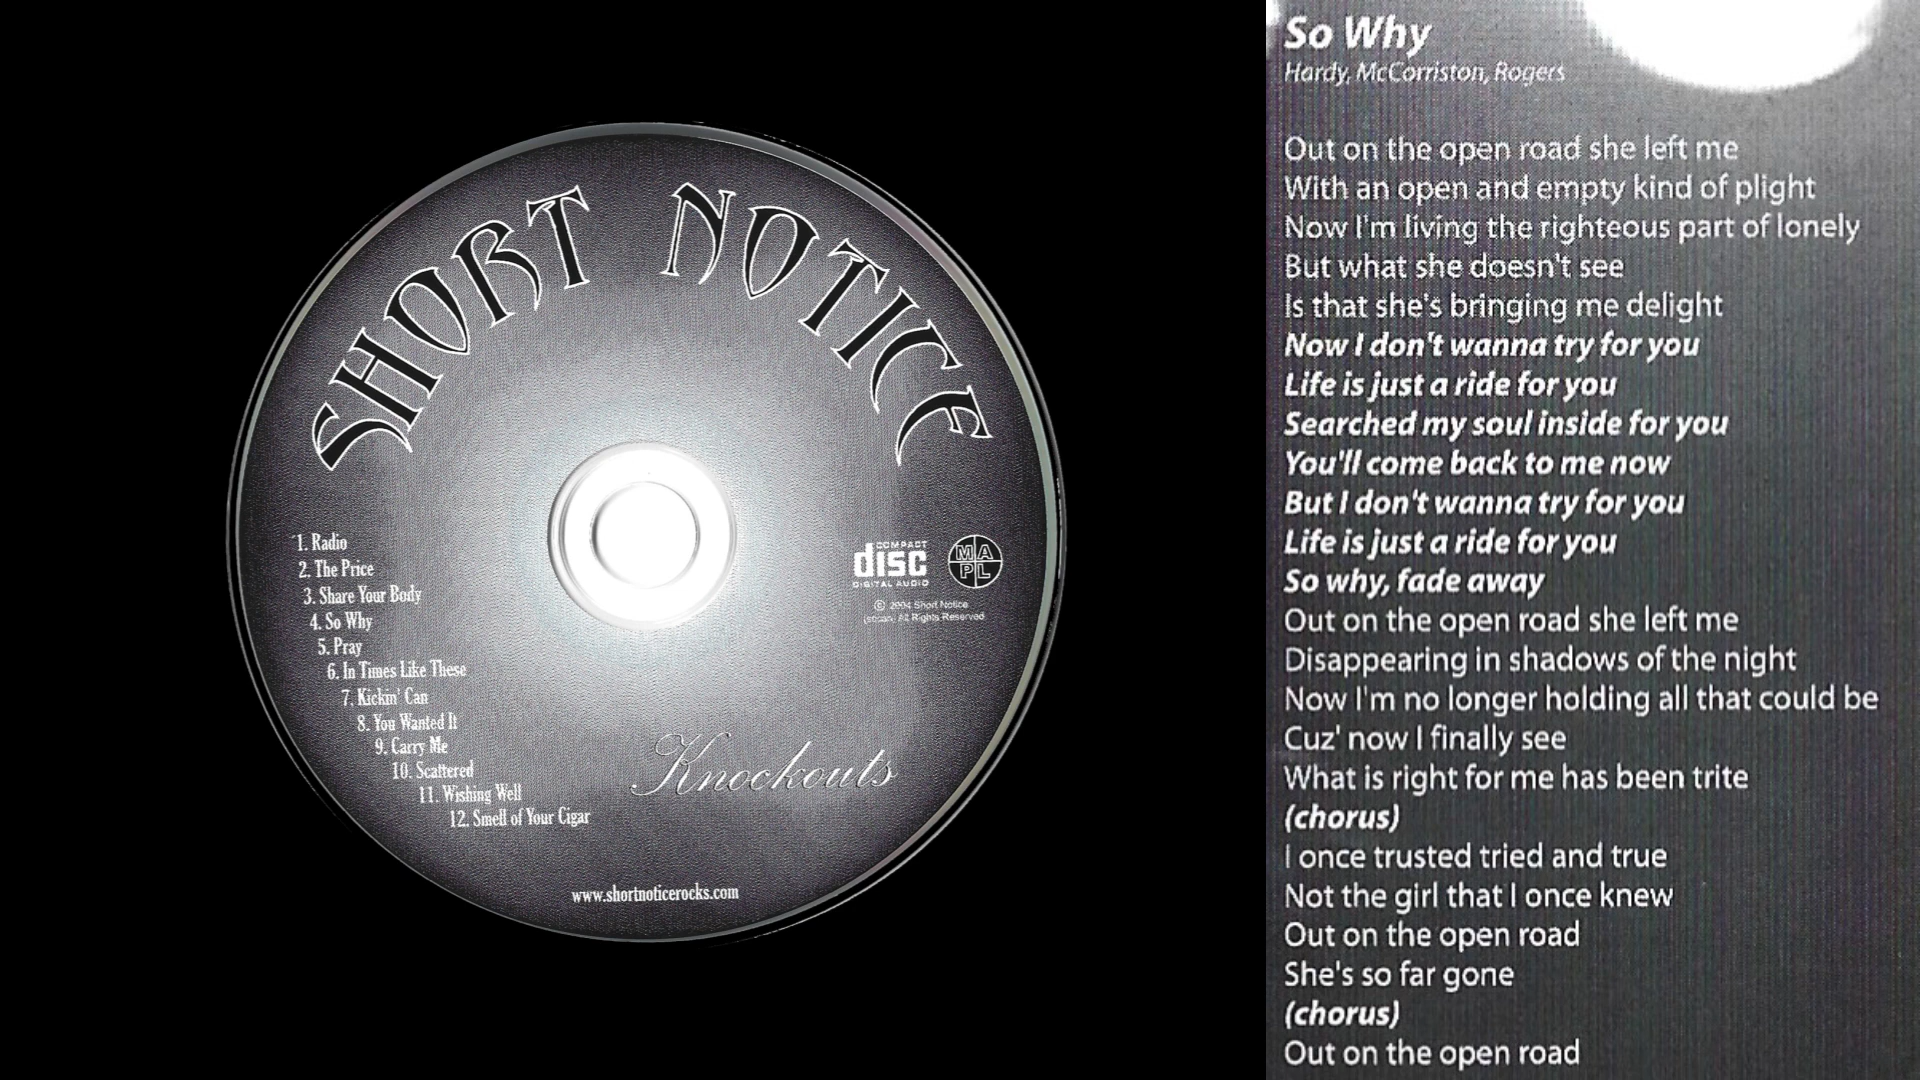 SHORT NOTICE
1. Radio
2. The Price
3. Share Your Body
4. So Why
5. Pray
6. In Times Like These
7. Kickin' Can
8. You Wanted It
9. Carry Me
10. Scattered
11. Wishing Well
12. Smell of Your Cigar
COMPACT
disc
DIGITAL AUDIO
MA
PL
© 2004 Short Notice
(socan) All Rights Reserved
Knockouts
www.shortnoticerocks.com
So Why
Hardy, McCorriston, Rogers
Out on the open road she left me
With an open and empty kind of plight
Now I'm living the righteous part of lonely
But what she doesn't see
Is that she's bringing me delight
Now I don't wanna try for you
Life is just a ride for you
Searched my soul inside for you
You'll come back to me now
But I don't wanna try for you
Life is just a ride for you
So why, fade away
Out on the open road she left me
Disappearing in shadows of the night
Now I'm no longer holding all that could be
Cuz' now I finally see
What is right for me has been trite
(chorus)
I once trusted tried and true
Not the girl that I once knew
Out on the open road
She's so far gone
(chorus)
Out on the open road